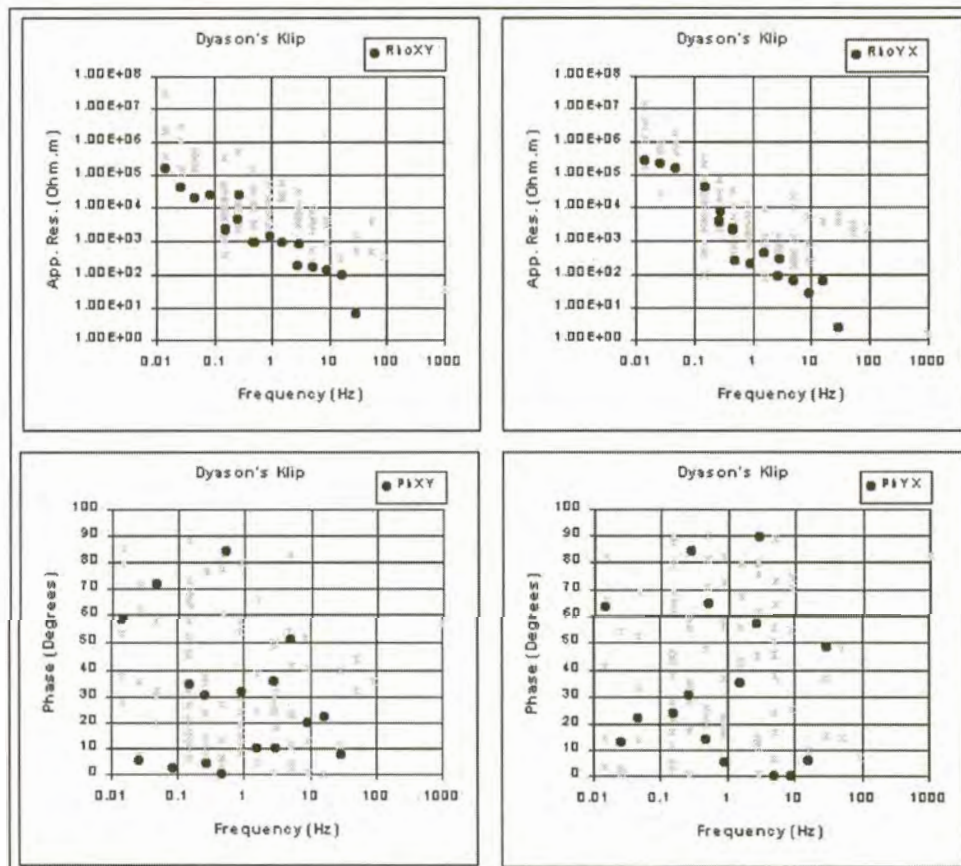 Dyason's Klip
RhoXY
1.00E+08
1.00E+07
1.00E+06
1.00E+05
1.00E+04
1.00E+03
1.00E+02
1.00E+01
1.00E+00
App. Res. (Ohm.m)
0.01 0.1 1 10 100 1000
Frequency (Hz)
Dyason's Klip
RhoYX
1.00E+08
1.00E+07
1.00E+06
1.00E+05
1.00E+04
1.00E+03
1.00E+02
1.00E+01
1.00E+00
App. Res. (Ohm.m)
0.01 0.1 1 10 100 1000
Frequency (Hz)
Dyason's Klip
PhXY
100
90
80
70
60
50
40
30
20
10
0
Phase (Degrees)
0.01 0.1 1 10 100 1000
Frequency (Hz)
Dyason's Klip
PhYX
100
90
80
70
60
50
40
30
20
10
0
Phase (Degrees)
0.01 0.1 1 10 100 1000
Frequency (Hz)